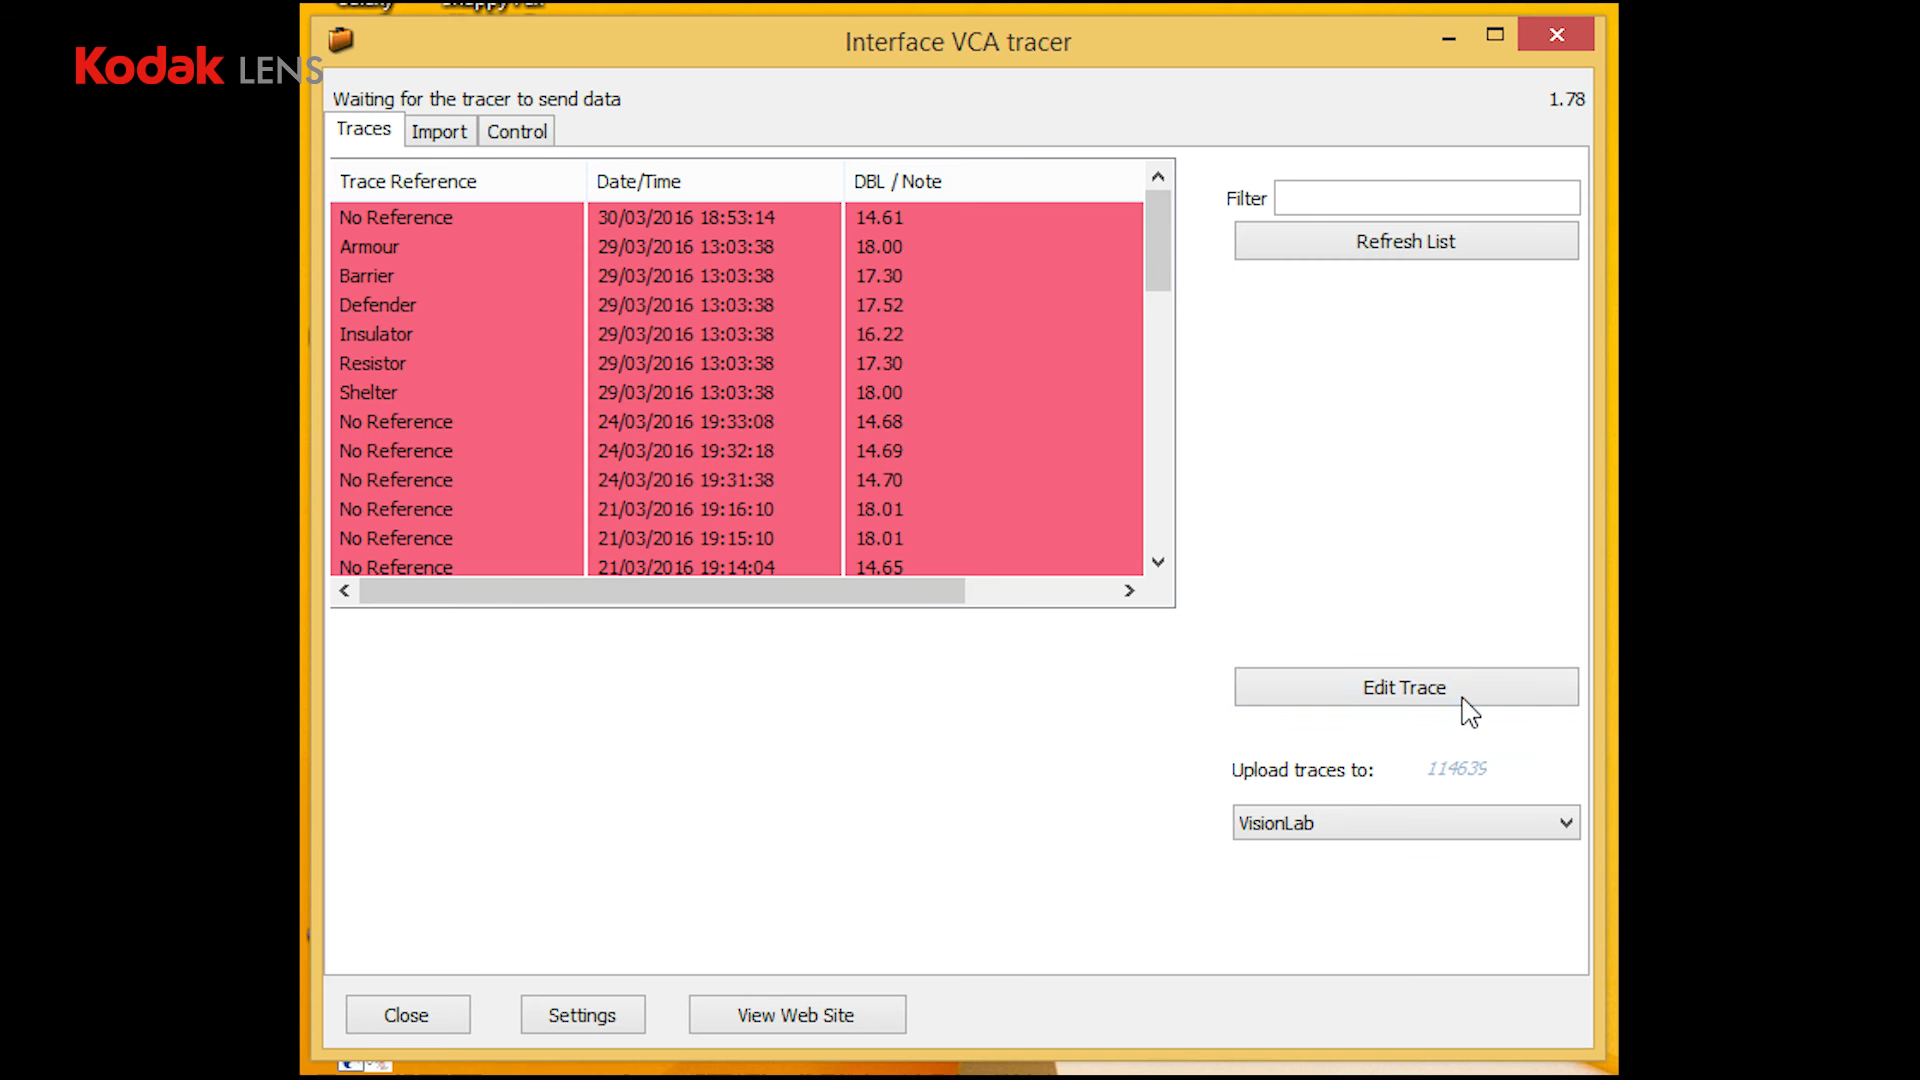 Kodak LENS
Interface VCA tracer
Waiting for the tracer to send data
1.78
Traces Import Control
Trace Reference Date/Time DBL / Note
No Reference 30/03/2016 18:53:14 14.61
Armour 29/03/2016 13:03:38 18.00
Barrier 29/03/2016 13:03:38 17.30
Defender 29/03/2016 13:03:38 17.52
Insulator 29/03/2016 13:03:38 16.22
Resistor 29/03/2016 13:03:38 17.30
Shelter 29/03/2016 13:03:38 18.00
No Reference 24/03/2016 19:33:08 14.68
No Reference 24/03/2016 19:32:18 14.69
No Reference 24/03/2016 19:31:38 14.70
No Reference 21/03/2016 19:16:10 18.01
No Reference 21/03/2016 19:15:10 18.01
No Reference 21/03/2016 19:14:04 14.65
Filter
Refresh List
Edit Trace
Upload traces to: 114639
VisionLab
Close Settings View Web Site